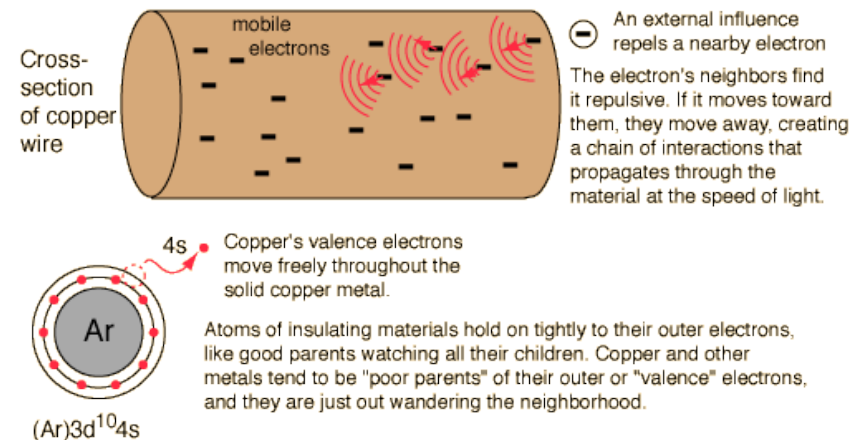 mobile
electrons
Cross-
section
of copper
wire
An external influence
repels a nearby electron
The electron's neighbors find
it repulsive. If it moves toward
them, they move away, creating
a chain of interactions that
propagates through the
material at the speed of light.
4s
Copper's valence electrons
move freely throughout the
solid copper metal.
Ar
Atoms of insulating materials hold on tightly to their outer electrons,
like good parents watching all their children. Copper and other
metals tend to be "poor parents" of their outer or "valence" electrons,
and they are just out wandering the neighborhood.
(Ar)3d¹⁰4s